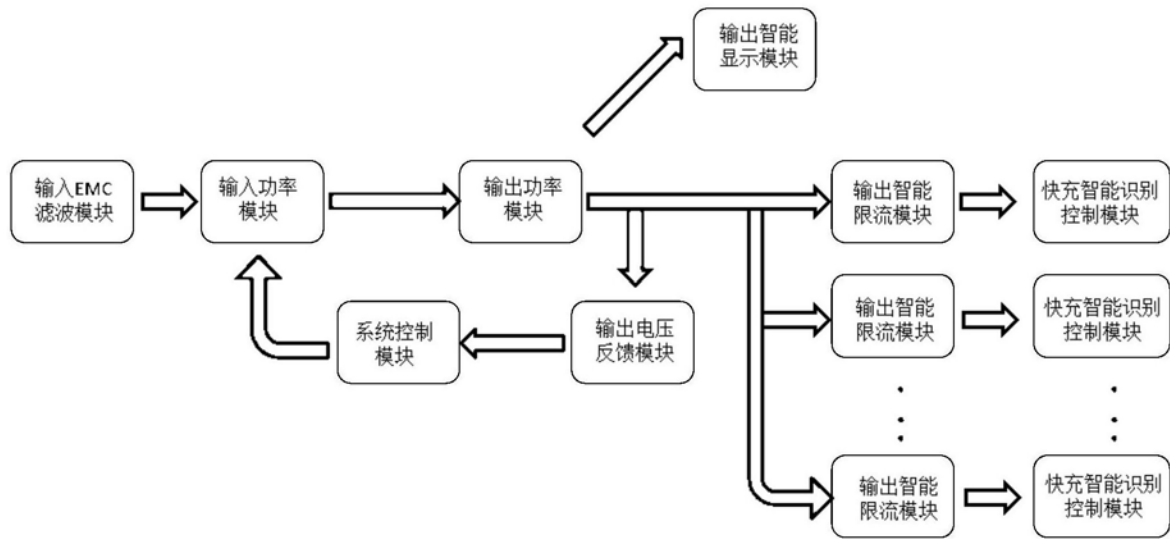 输出智能
显示模块
输入EMC
滤波模块
输入功率
模块
输出功率
模块
输出智能
限流模块
快充智能识别
控制模块
系统控制
模块
输出电压
反馈模块
输出智能
限流模块
快充智能识别
控制模块
输出智能
限流模块
快充智能识别
控制模块